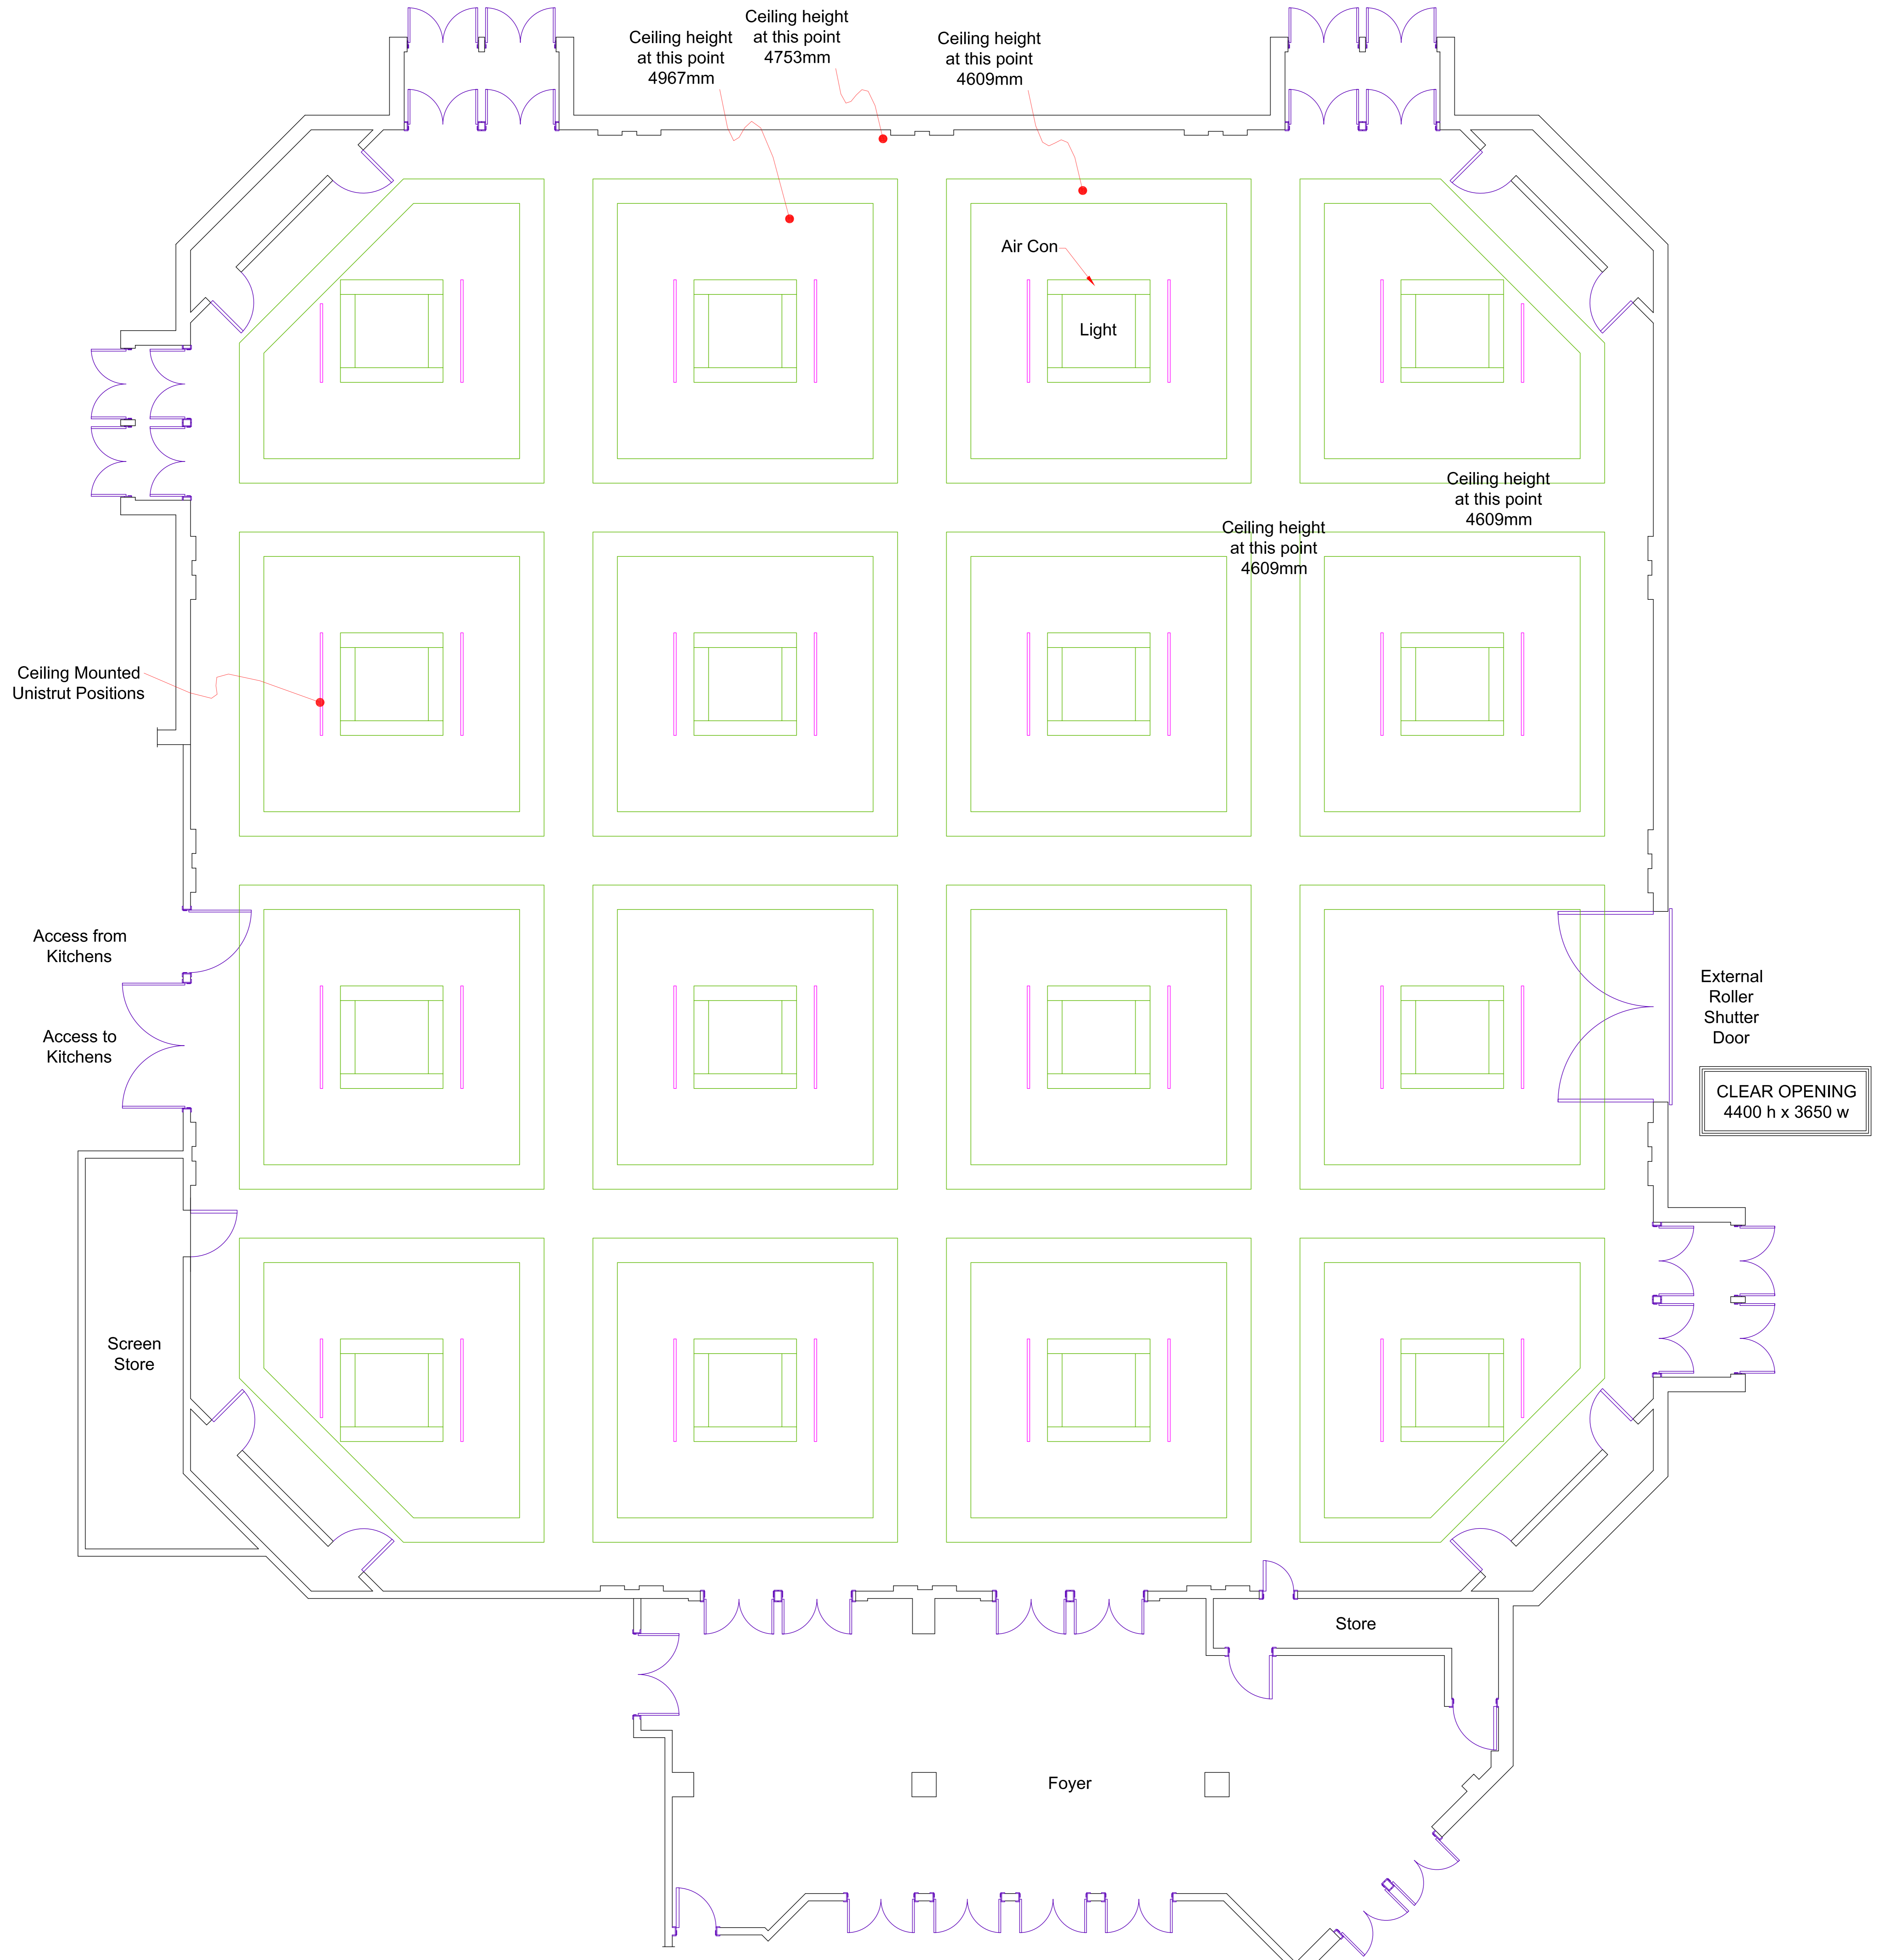 Ceiling height
at this point
4967mm
Ceiling height
at this point
4753mm
Ceiling height
at this point
4609mm
Air Con
Light
Ceiling height
at this point
4609mm
Ceiling height
at this point
4609mm
Ceiling Mounted
Unistrut Positions
Access from
Kitchens
Access to
Kitchens
External
Roller
Shutter
Door
CLEAR OPENING
4400 h x 3650 w
Screen
Store
Store
Foyer